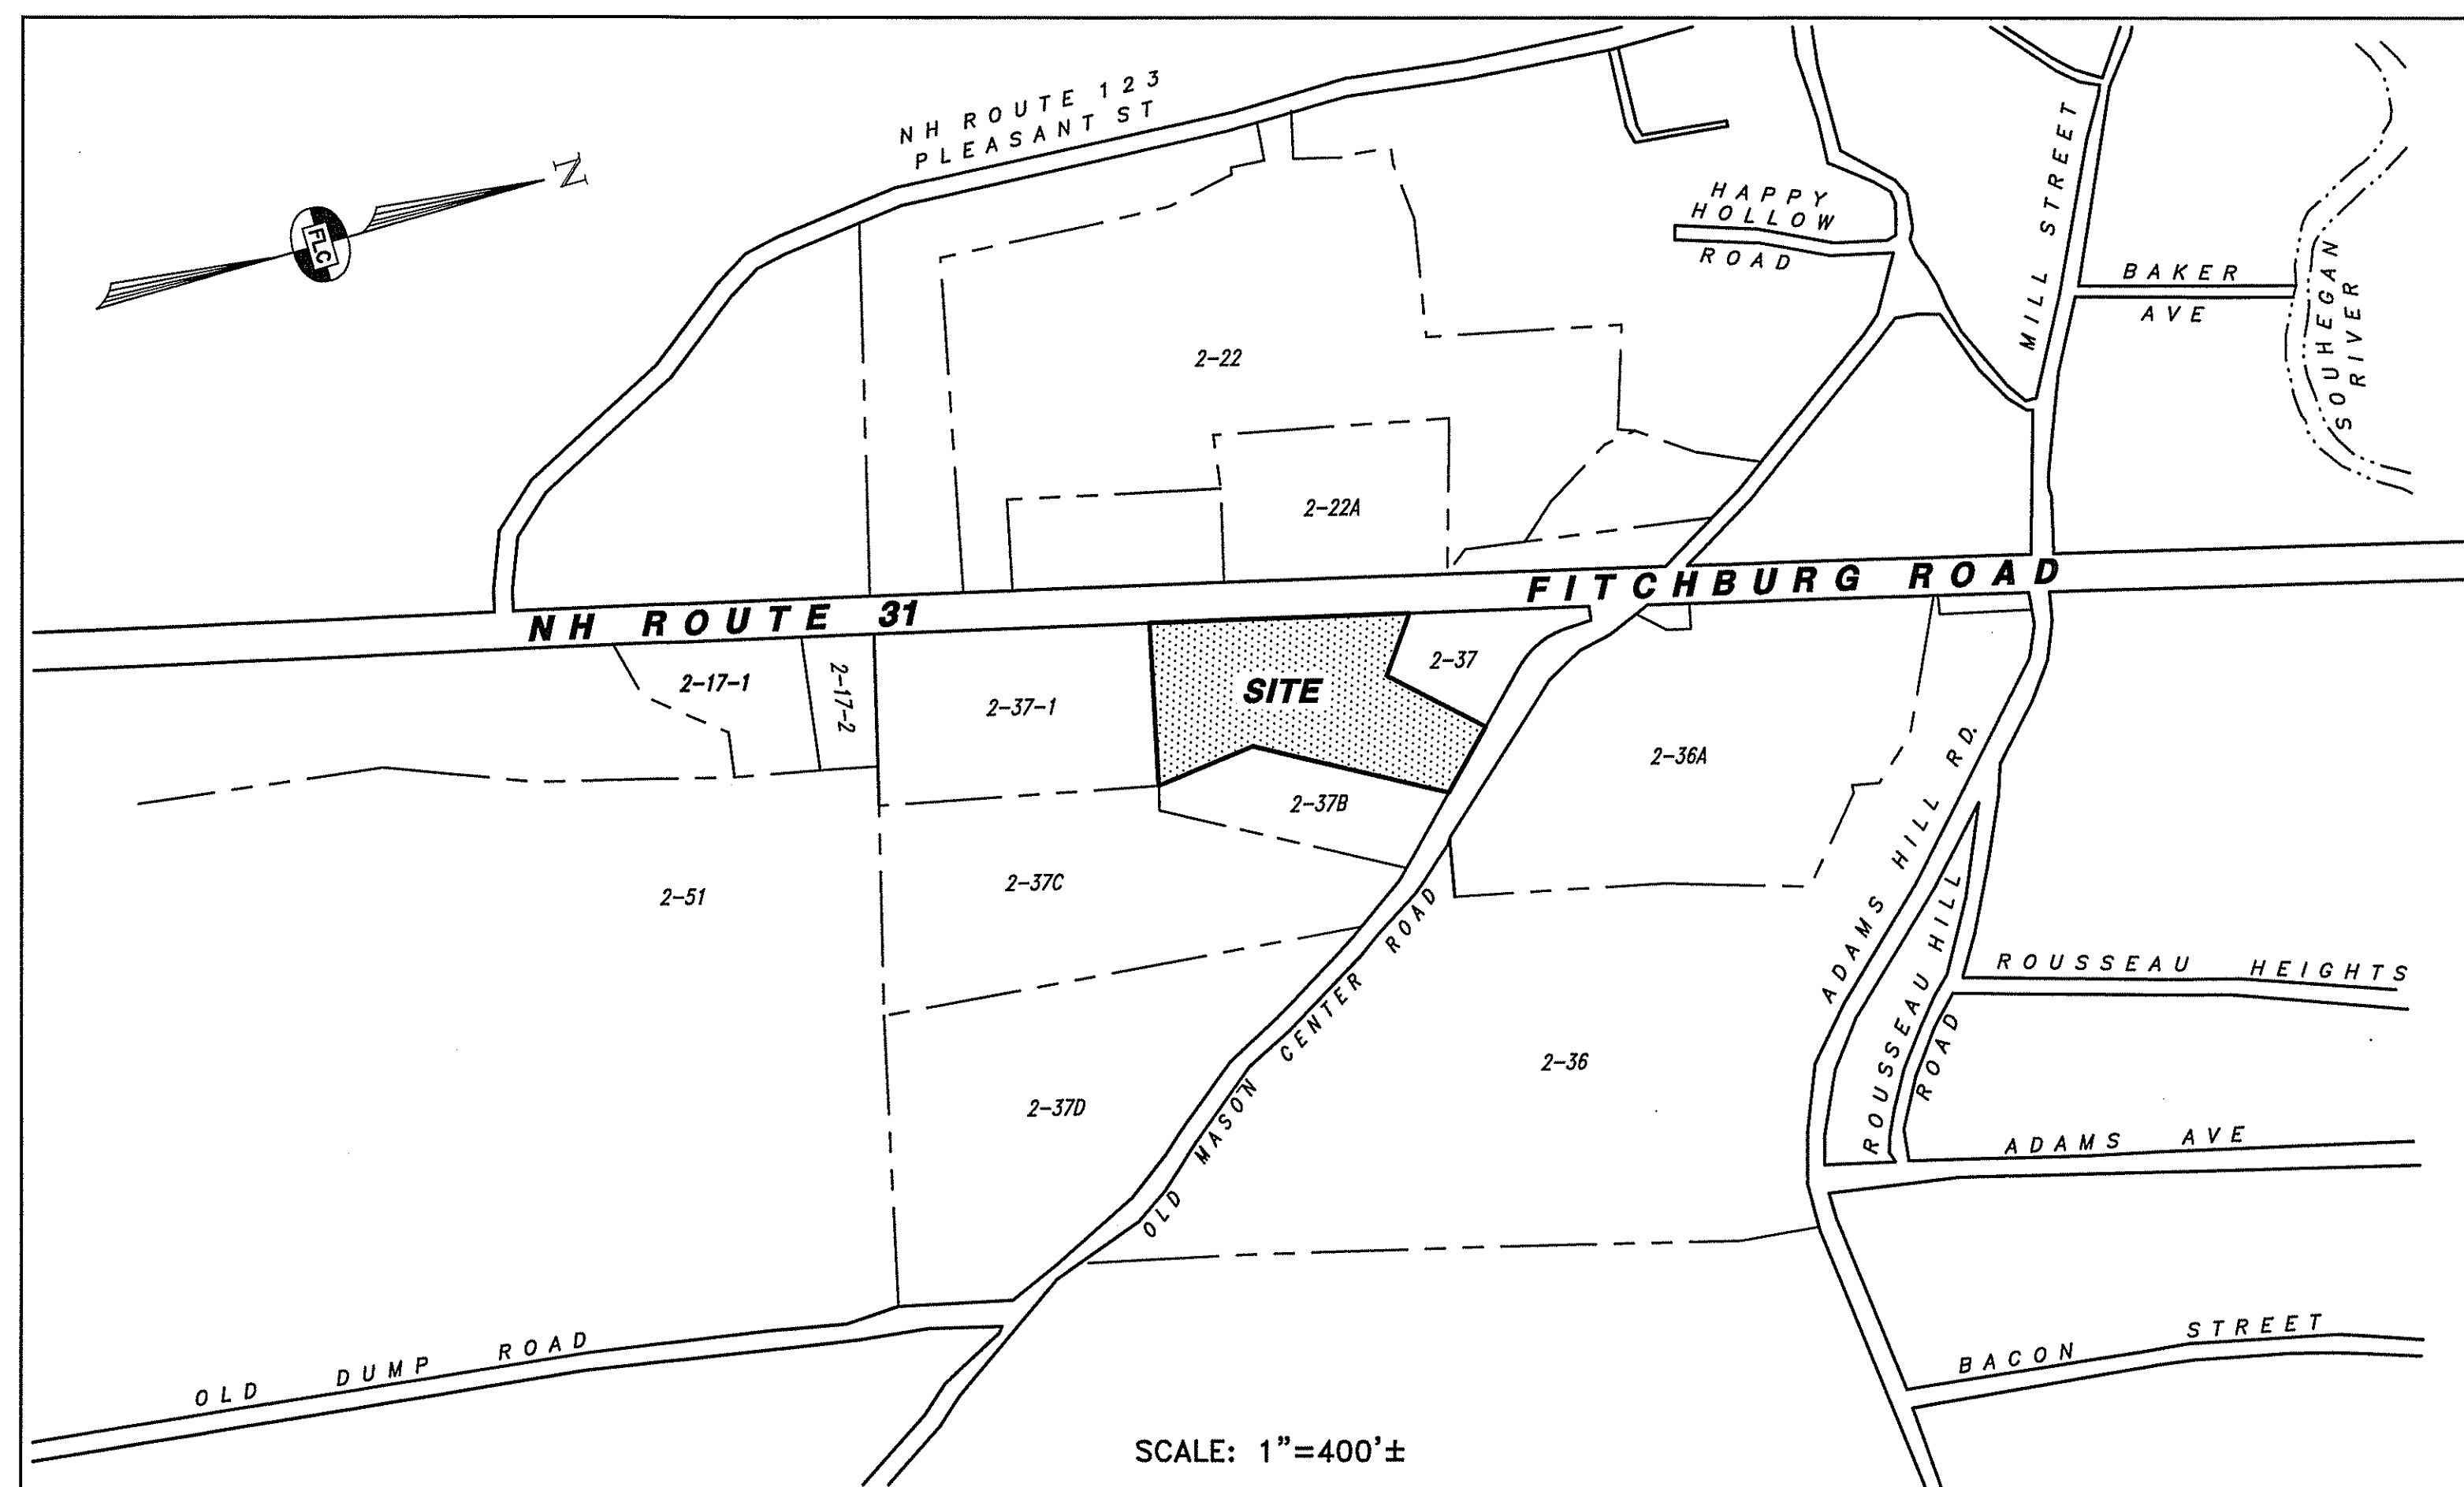 NH ROUTE 123
PLEASANT ST
N
FLC
HAPPY
HOLLOW
ROAD
MILL STREET
BAKER
AVE
SOUHEGAN
RIVER
2-22
2-22A
NH ROUTE 31
FITCHBURG ROAD
2-17-1
2-17-2
2-37-1
SITE
2-37
2-37B
2-36A
2-51
2-37C
2-37D
2-36
OLD MASON CENTER ROAD
ADAMS HILL RD.
ROUSSEAU HILL
ROAD
ROUSSEAU HEIGHTS
ADAMS AVE
BACON STREET
OLD DUMP ROAD
SCALE: 1"=400'±